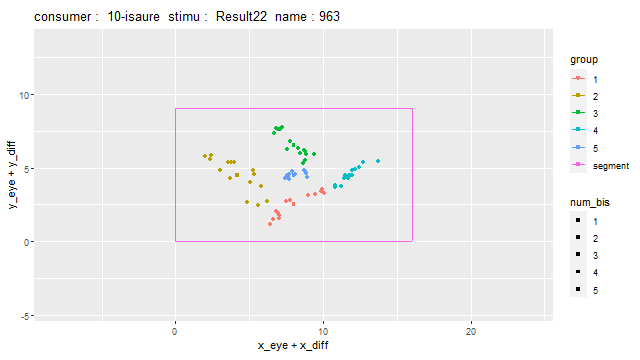 consumer :  10-isaure  stimu :  Result22  name : 963
10
5
0
-5
y_eye + y_diff
0
10
20
x_eye + x_diff
group
1
2
3
4
5
segment
num_bis
1
2
3
4
5